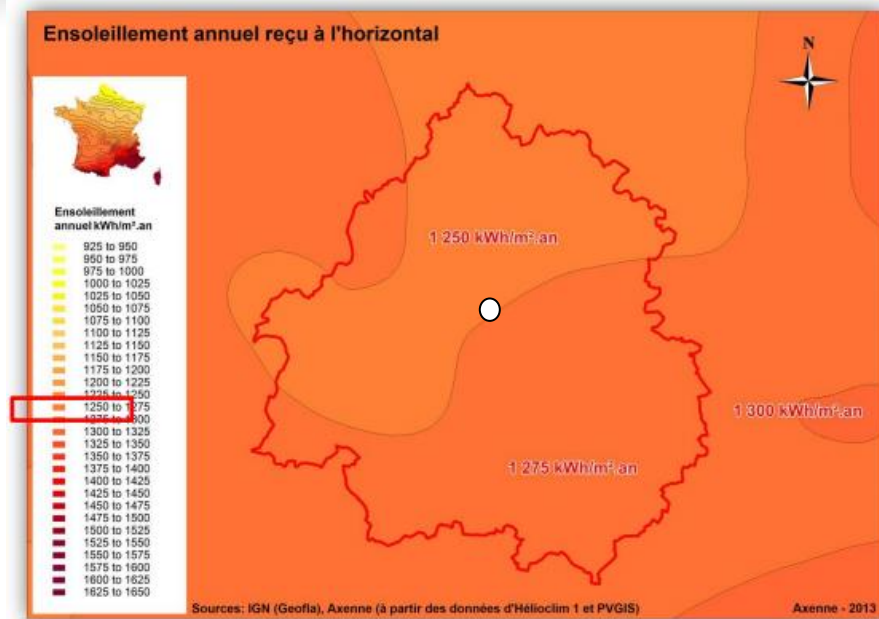 Ensoleillement annuel reçu à l'horizontal
N
Ensoleillement
annuel kWh/m².an
925 to 950
950 to 975
975 to 1000
1000 to 1025
1025 to 1050
1050 to 1075
1075 to 1100
1100 to 1125
1125 to 1150
1150 to 1175
1175 to 1200
1200 to 1225
1225 to 1250
1250 to 1275
1275 to 1300
1300 to 1325
1325 to 1350
1350 to 1375
1375 to 1400
1400 to 1425
1425 to 1450
1450 to 1475
1475 to 1500
1500 to 1525
1525 to 1550
1550 to 1575
1575 to 1600
1600 to 1625
1625 to 1650
1 250 kWh/m².an
1 300 kWh/m².an
1 275 kWh/m².an
Sources: IGN (Geofla), Axenne (à partir des données d'Hélioclim 1 et PVGIS)
Axenne - 2013